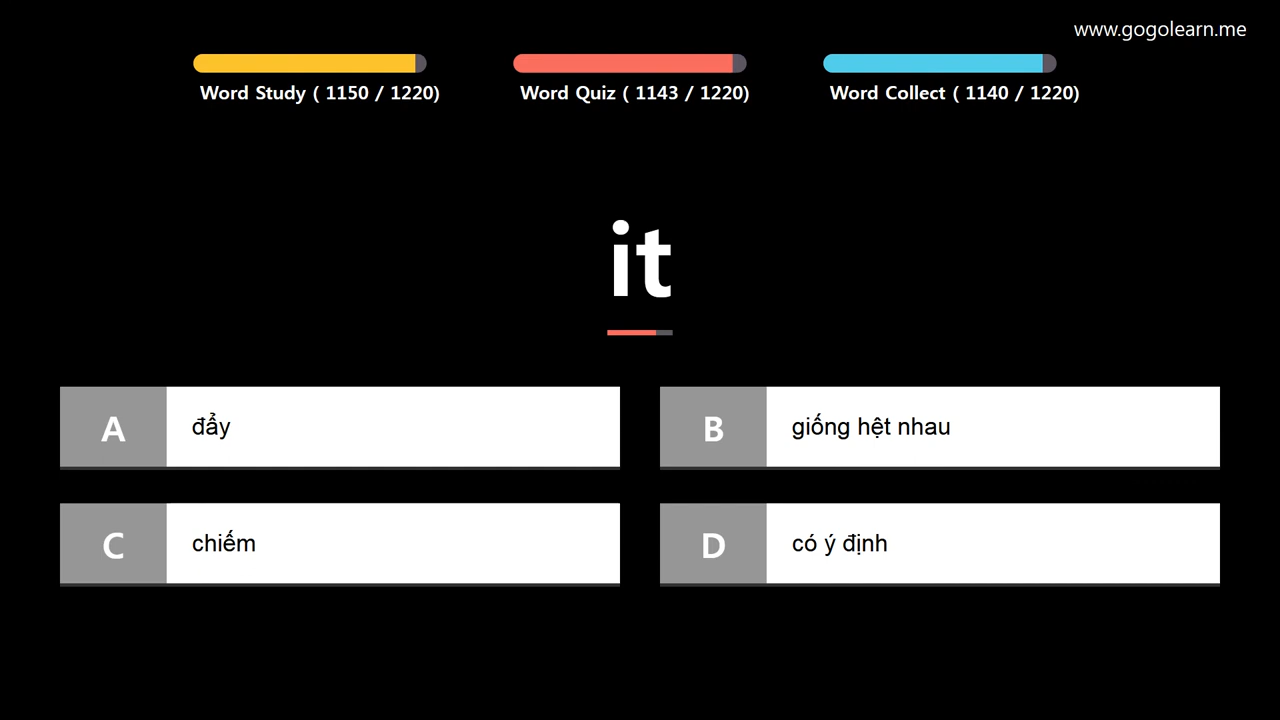 www.gogolearn.me
Word Study ( 1150 / 1220)
Word Quiz ( 1143 / 1220)
Word Collect ( 1140 / 1220)
it
A
đẩy
B
giống hệt nhau
C
chiếm
D
có ý định